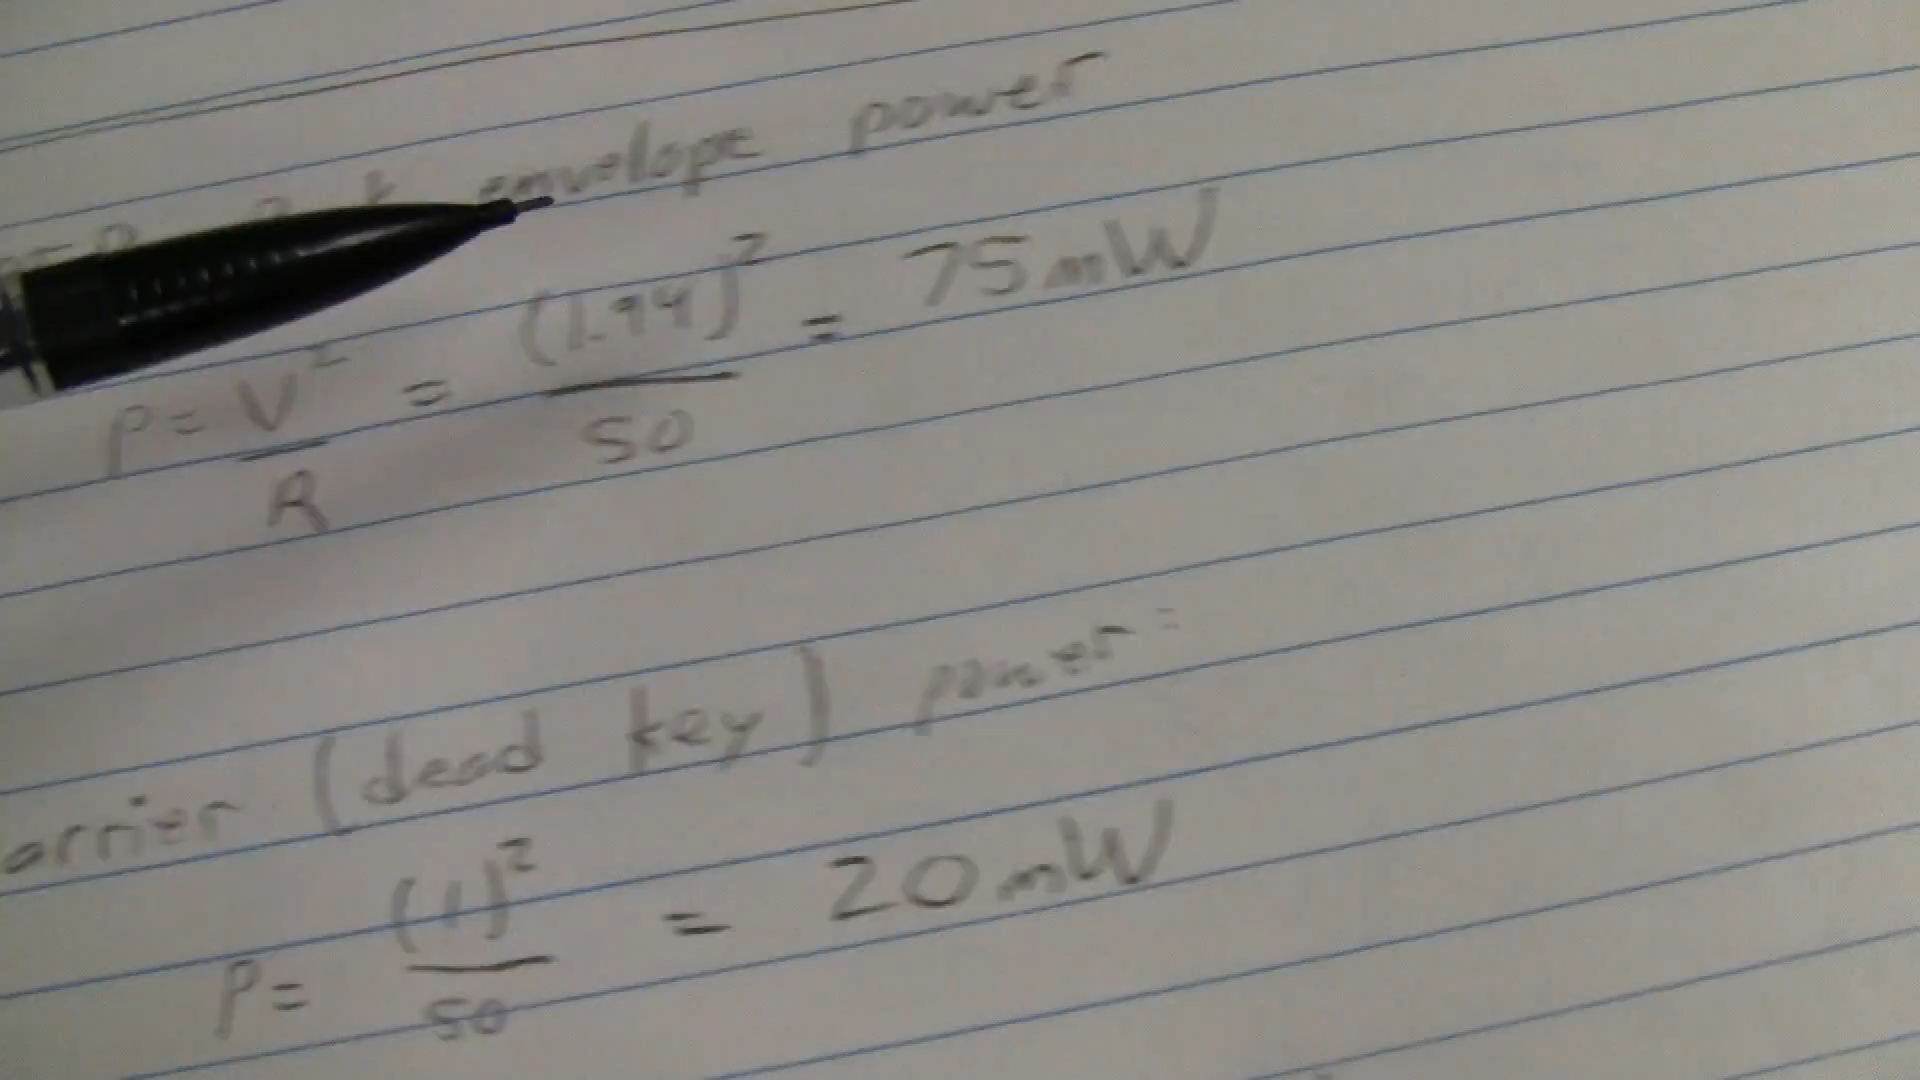 envelope power
P = V² / R = (1.94)² / 50 = 75 mW
arrier (dead key) power:
P = (1)² / 50 = 20 mW